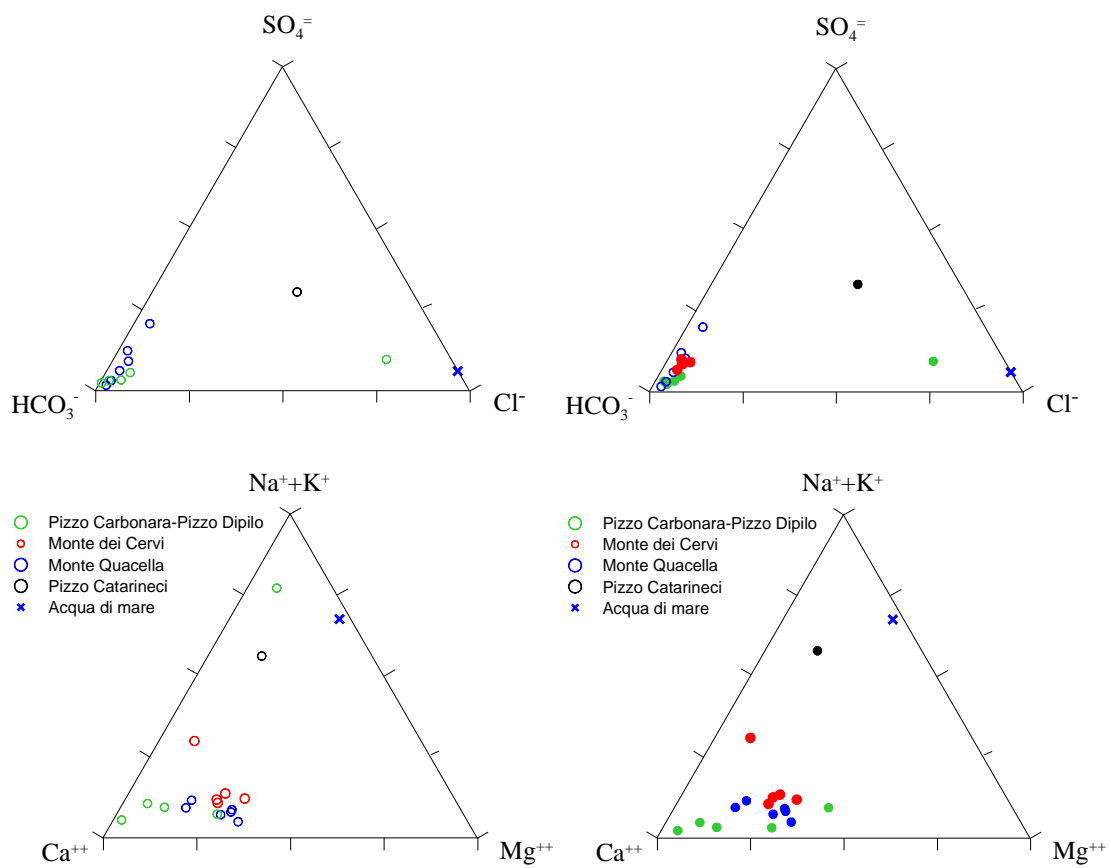 SO₄⁼
HCO₃⁻
Cl⁻
SO₄⁼
HCO₃⁻
Cl⁻
Na⁺+K⁺
Pizzo Carbonara-Pizzo Dipilo
Monte dei Cervi
Monte Quacella
Pizzo Catarineci
Acqua di mare
Ca⁺⁺
Mg⁺⁺
Na⁺+K⁺
Pizzo Carbonara-Pizzo Dipilo
Monte dei Cervi
Monte Quacella
Pizzo Catarineci
Acqua di mare
Ca⁺⁺
Mg⁺⁺